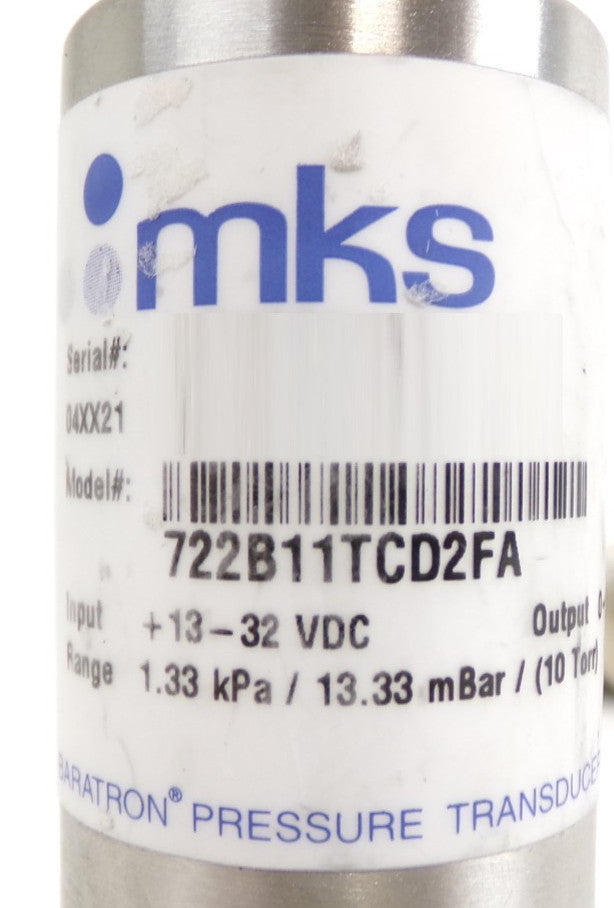 mks
Serial#:
04XX21
Model#:
722B11TCD2FA
Input +13-32 VDC Output
Range 1.33 kPa / 13.33 mBar / (10 Torr)
BARATRON® PRESSURE TRANSDUCE